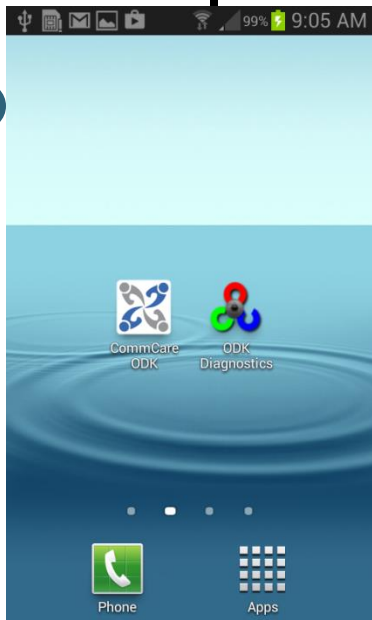 99% 9:05 AM
CommCare
ODK
ODK
Diagnostics
Phone
Apps